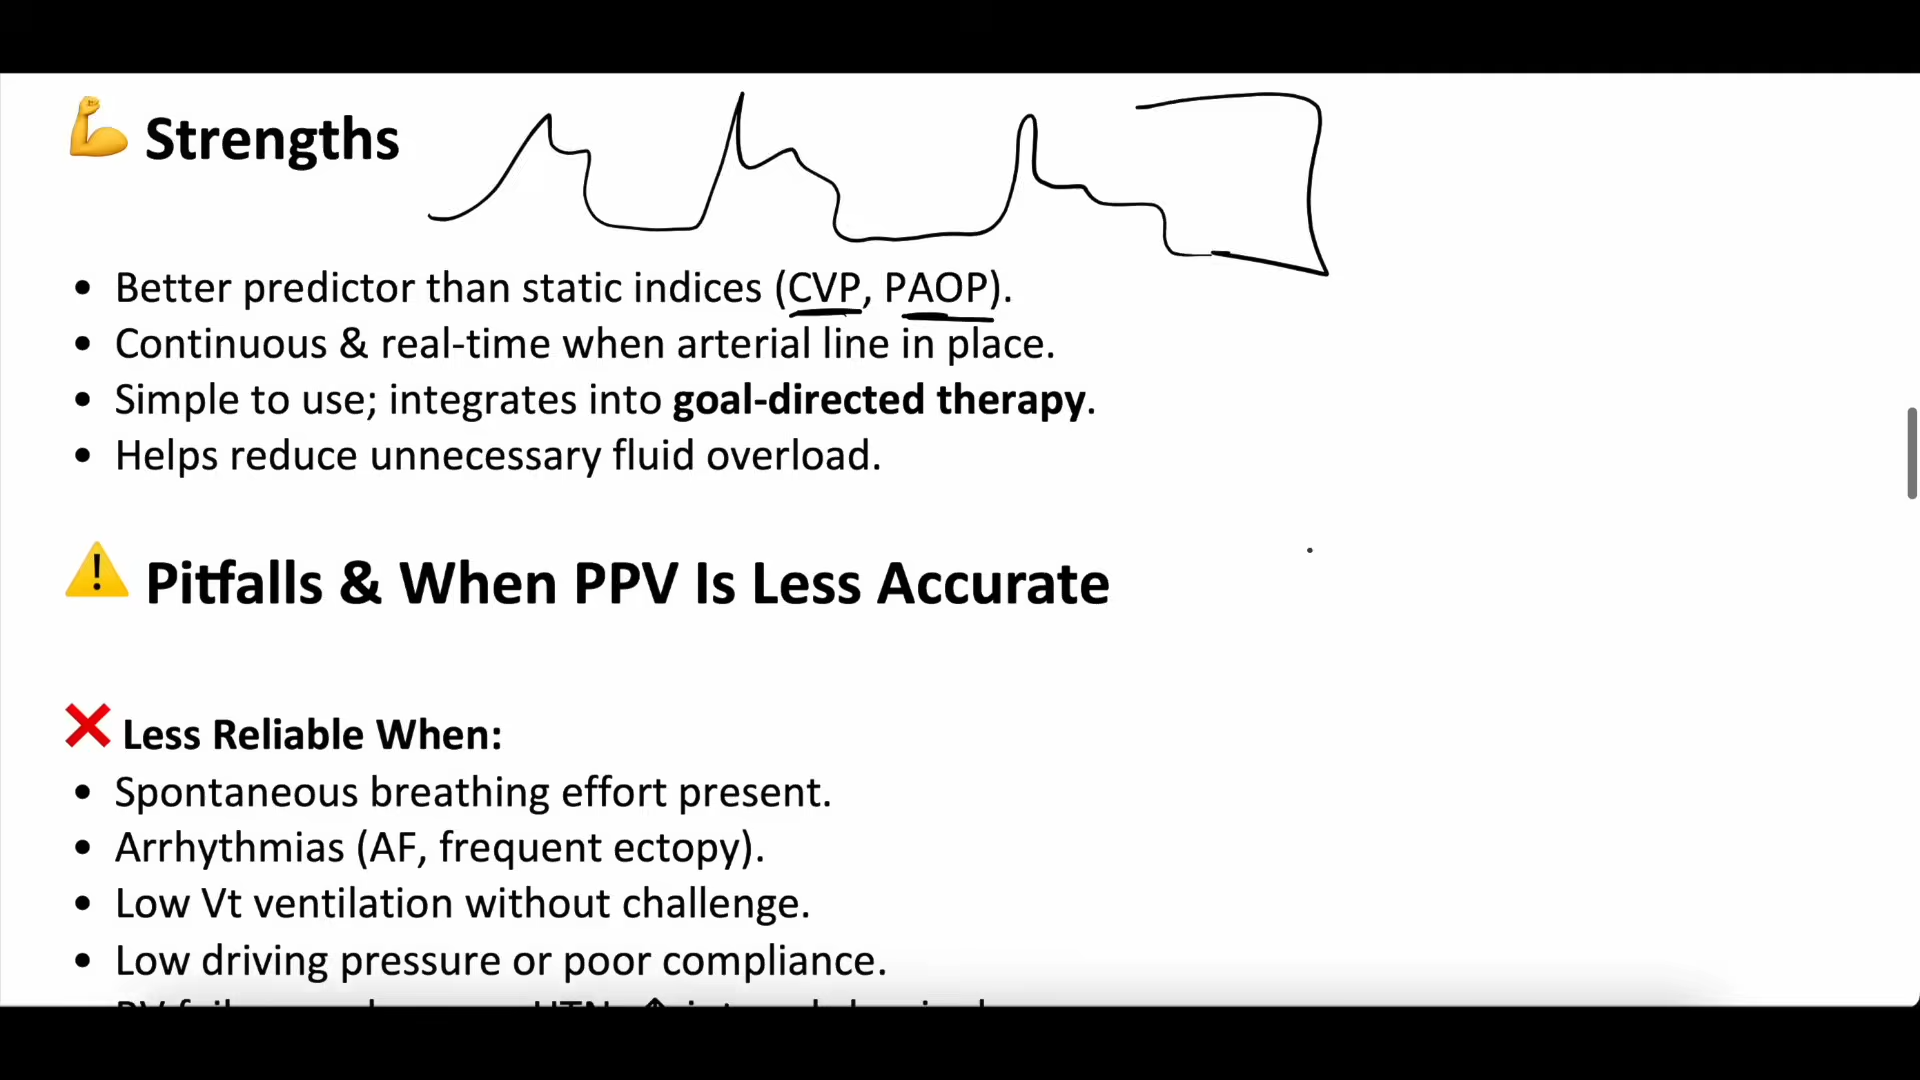 Strengths
• Better predictor than static indices (CVP, PAOP).
• Continuous & real-time when arterial line in place.
• Simple to use; integrates into goal-directed therapy.
• Helps reduce unnecessary fluid overload.
Pitfalls & When PPV Is Less Accurate
Less Reliable When:
• Spontaneous breathing effort present.
• Arrhythmias (AF, frequent ectopy).
• Low Vt ventilation without challenge.
• Low driving pressure or poor compliance.